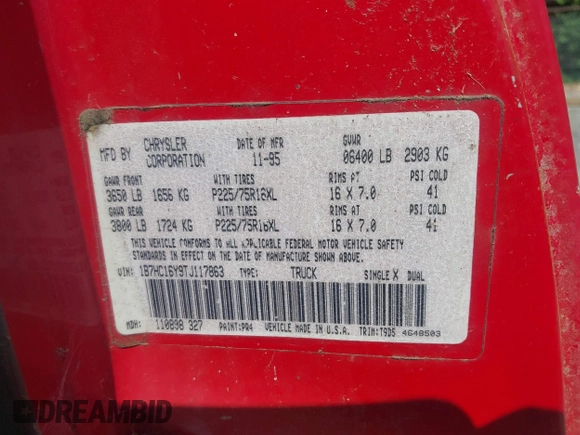 MFD BY CHRYSLER CORPORATION DATE OF MFR 11-95 GVWR 06400 LB 2903 KG
GAWR FRONT WITH TIRES RIMS AT PSI COLD
3650 LB 1656 KG P225/75R16XL 16 X 7.0 41
GAWR REAR WITH TIRES RIMS AT PSI COLD
3800 LB 1724 KG P225/75R16XL 16 X 7.0 41
THIS VEHICLE CONFORMS TO ALL APPLICABLE FEDERAL MOTOR VEHICLE SAFETY
STANDARDS IN EFFECT ON THE DATE OF MANUFACTURE SHOWN ABOVE.
VIN: 1B7HC16Y9TJ117863 TYPE: TRUCK SINGLE X DUAL
MDH: 110898 327 PAINT:PR4 VEHICLE MADE IN U.S.A. TRIM:T9D5 4648503
DREAMBID